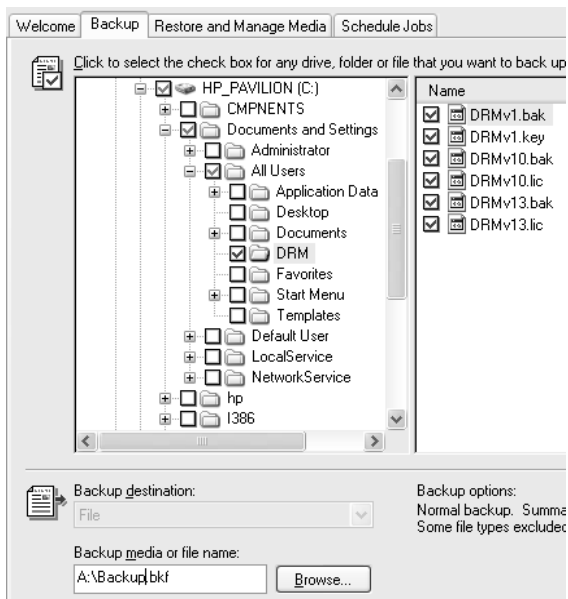 Welcome Backup Restore and Manage Media Schedule Jobs
Click to select the check box for any drive, folder or file that you want to back up
HP_PAVILION (C:)
CMPNENTS
Documents and Settings
Administrator
All Users
Application Data
Desktop
Documents
DRM
Favorites
Start Menu
Templates
Default User
LocalService
NetworkService
hp
I386
Name
DRMv1.bak
DRMv1.key
DRMv10.bak
DRMv10.lic
DRMv13.bak
DRMv13.lic
Backup destination:
File
Backup media or file name:
A:\Backup.bkf
Browse...
Backup options:
Normal backup. Summa
Some file types excluded